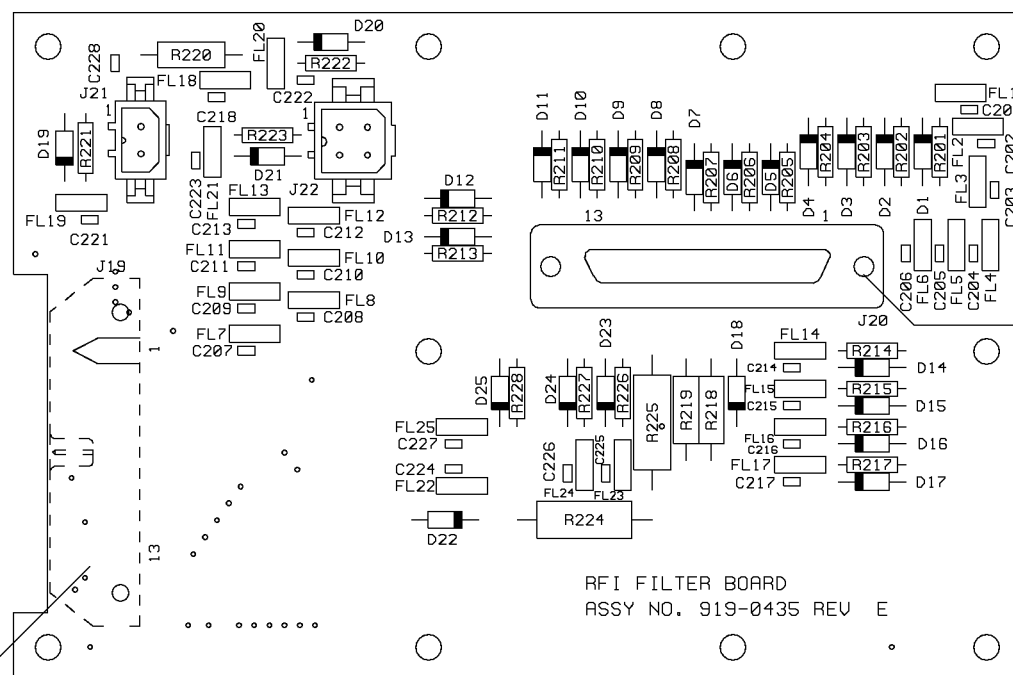 D20
FL20
C228
R220
R222
FL18
J21
C222
1
C218
1
D19
R221
R223
D21
C223
FL21
FL13
J22
FL19
C221
C213
FL12
C212
FL11
C211
FL10
C210
FL9
C209
FL8
C208
FL7
C207
J19
1
13
D12
R212
D13
R213
D11
D10
D9
D8
D7
R211
R210
R209
R208
R207
D6
R206
D5
R205
R204
R203
R202
R201
D4
D3
D2
D1
FL1
C20
FL2
C202
FL3
C203
13
1
C206
FL6
C205
FL5
C204
FL4
J20
D23
D18
FL14
R214
C214
D14
D25
R228
D24
R227
R226
R225
R219
R218
FL15
R215
C215
D15
FL25
C227
FL16
R216
C216
D16
C224
FL22
C226
C225
FL17
R217
C217
D17
FL24
FL23
D22
R224
RFI FILTER BOARD
ASSY NO. 919-0435 REV E